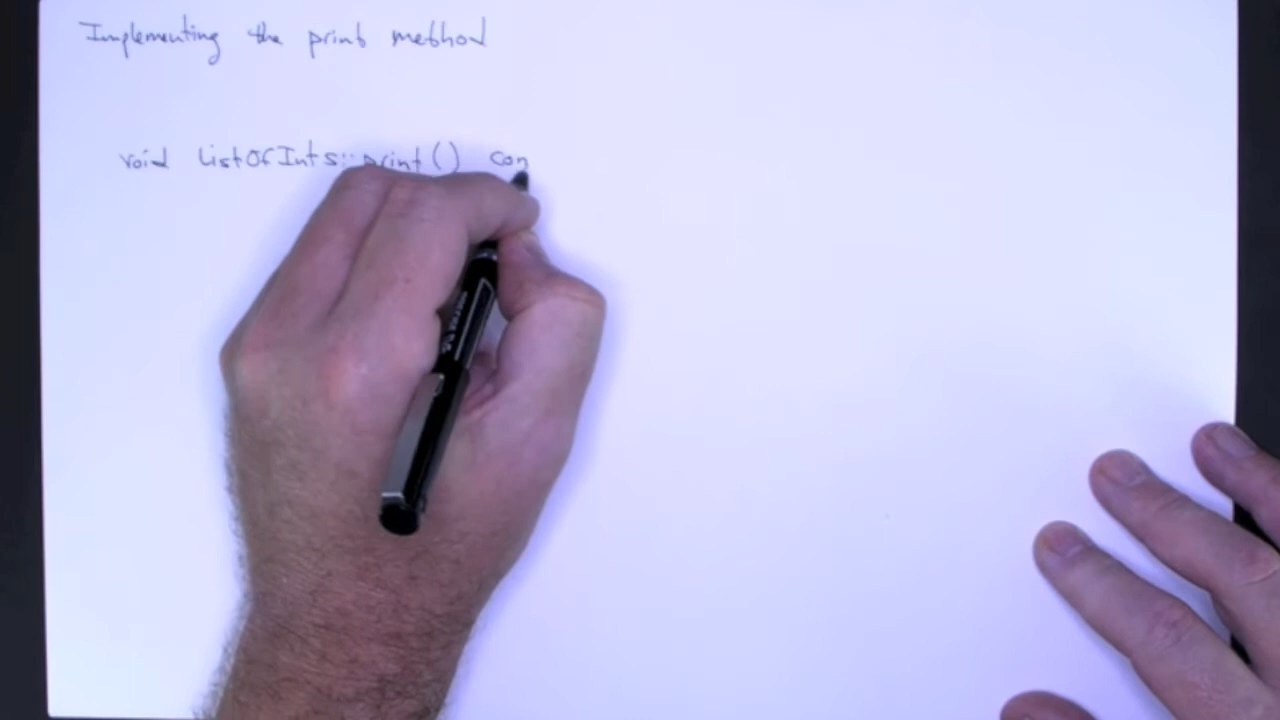 Implementing the print method
void ListOfInts::print() con